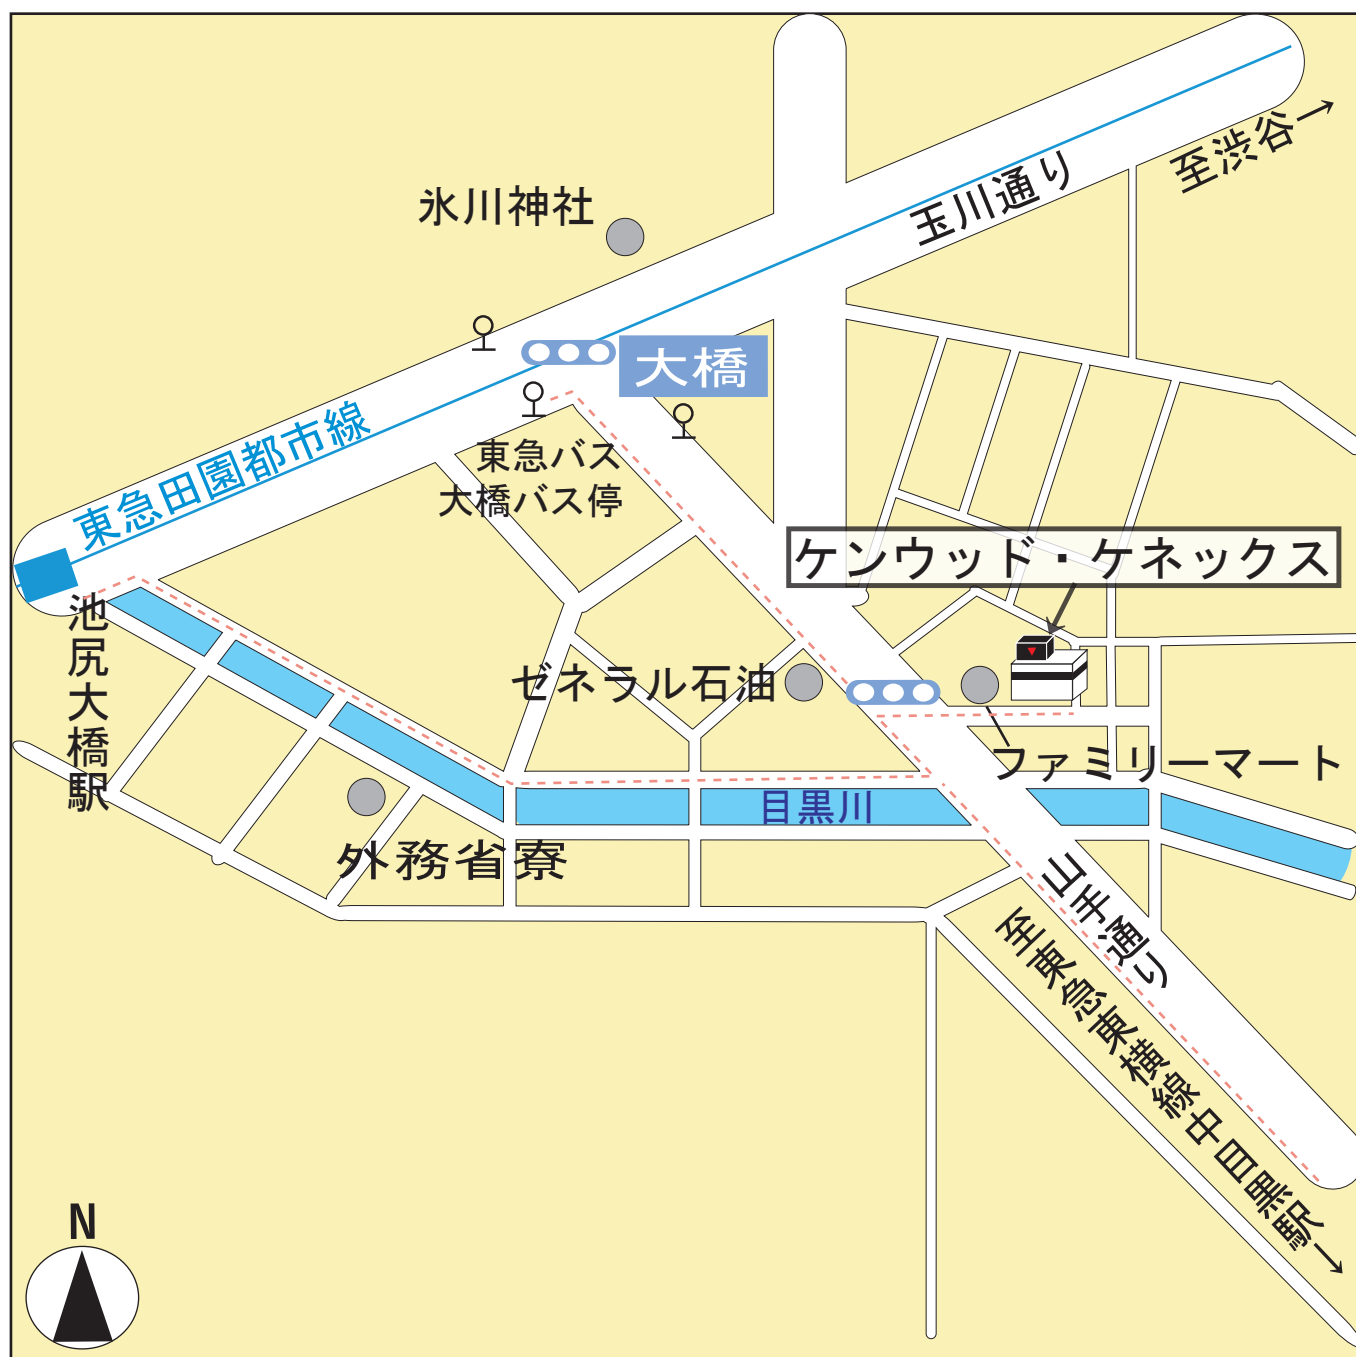 至渋谷→
玉川通り
氷川神社
大橋
東急田園都市線
東急バス
大橋バス停
ケンウッド・ケネックス
池尻大橋駅
ゼネラル石油
ファミリーマート
目黒川
外務省寮
山手通り
至東急東横線中目黒駅→
N